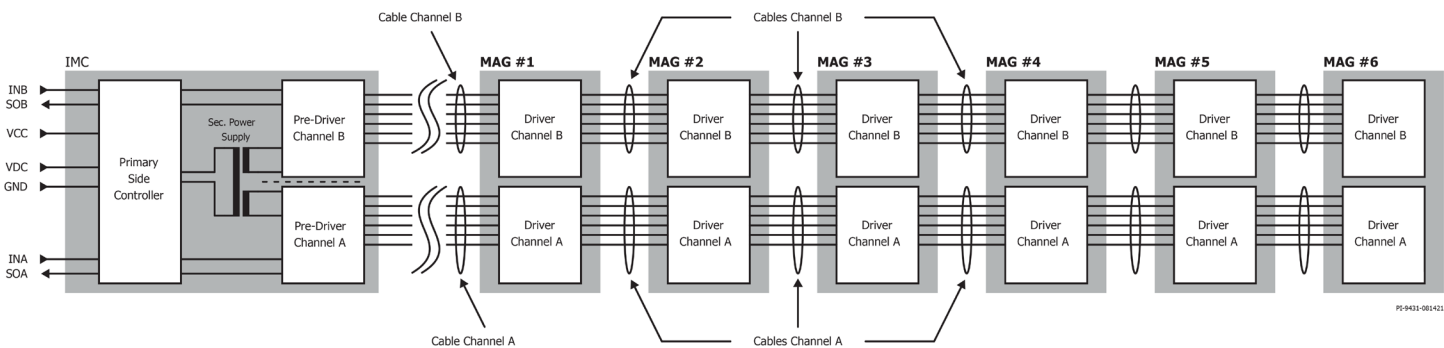 Cable Channel B
Cables Channel B
IMC
MAG #1
MAG #2
MAG #3
MAG #4
MAG #5
MAG #6
INB
SOB
VCC
VDC
GND
INA
SOA
Primary
Side
Controller
Sec. Power
Supply
Pre-Driver
Channel B
Pre-Driver
Channel A
Driver
Channel B
Driver
Channel B
Driver
Channel B
Driver
Channel B
Driver
Channel B
Driver
Channel B
Driver
Channel A
Driver
Channel A
Driver
Channel A
Driver
Channel A
Driver
Channel A
Driver
Channel A
PI-9431-081421
Cable Channel A
Cables Channel A